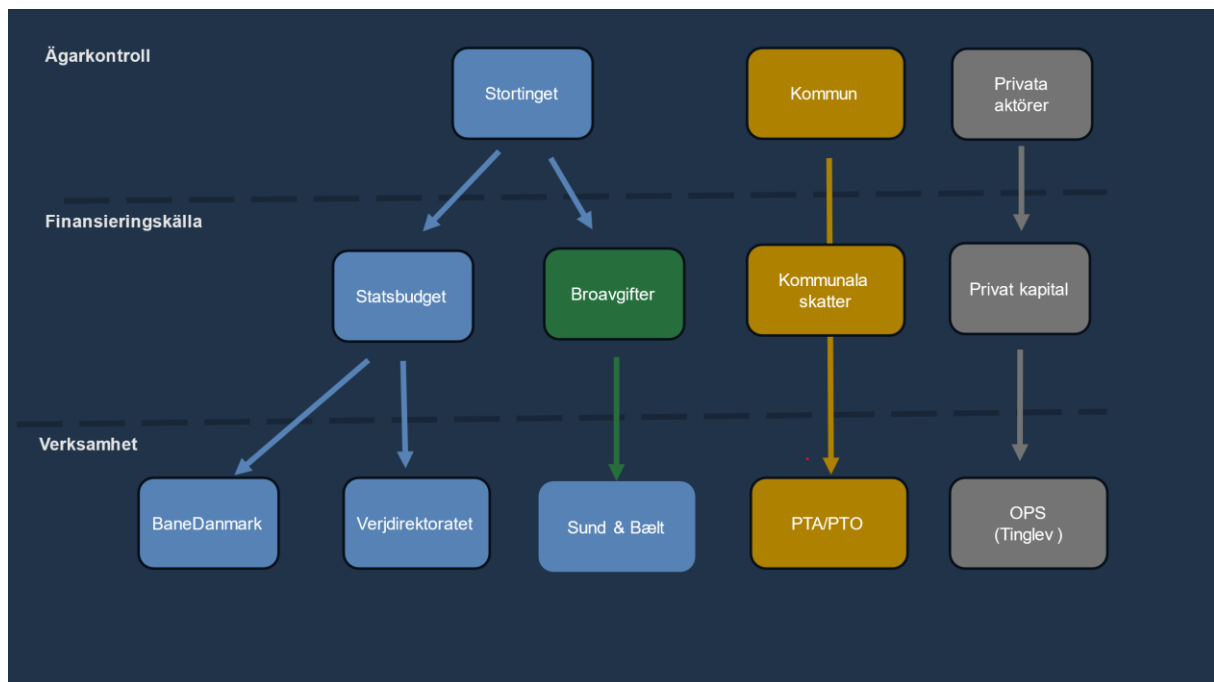 Ägarkontroll
Stortinget
Kommun
Privata
aktörer
Finansieringskälla
Statsbudget
Broavgifter
Kommunala
skatter
Privat kapital
Verksamhet
BaneDanmark
Verjdirektoratet
Sund & Bælt
PTA/PTO
OPS
(Tinglev )